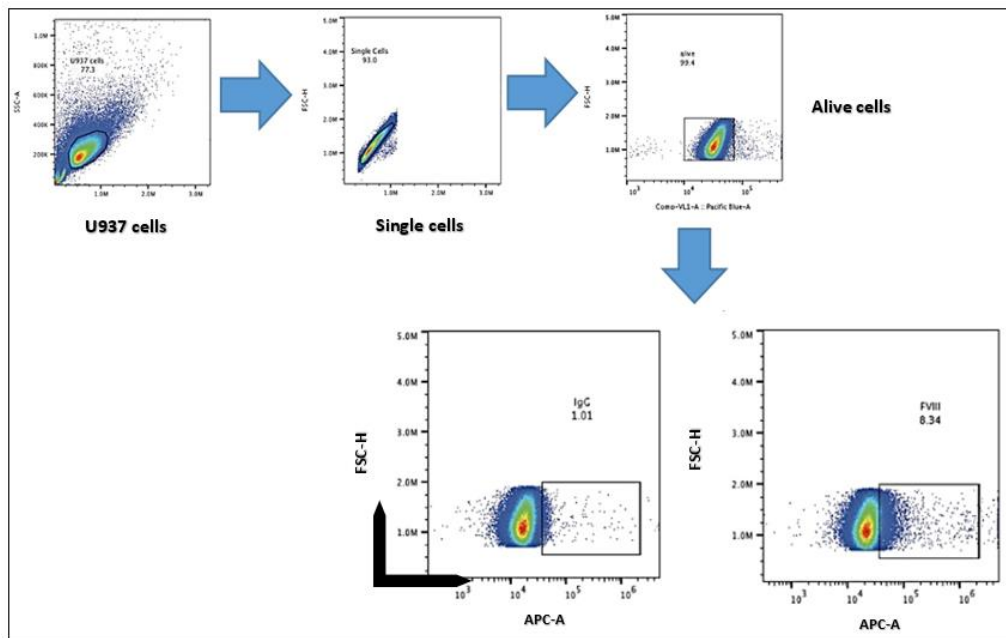 1.0M
800K
600K
400K
200K
SSC-A
U937 cells
77.3
1.0M 2.0M 3.0M
U937 cells
5.0M
4.0M
3.0M
2.0M
1.0M
FSC-H
Single Cells
93.0
1.0M 2.0M 3.0M
Single cells
5.0M
4.0M
3.0M
2.0M
1.0M
FSC-H
alive
99.4
10³ 10⁴ 10⁵
Comp-VL1-A :: Pacific Blue-A
Alive cells
5.0M
4.0M
3.0M
2.0M
1.0M
FSC-H
IgG
1.01
10³ 10⁴ 10⁵ 10⁶
APC-A
5.0M
4.0M
3.0M
2.0M
1.0M
FSC-H
FVIII
8.34
10³ 10⁴ 10⁵ 10⁶
APC-A